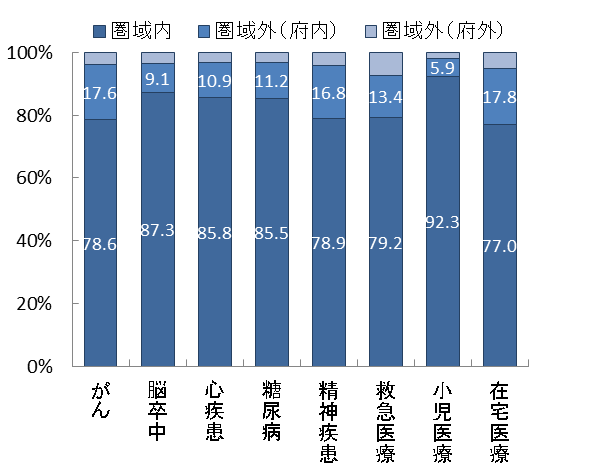 圏域内 圏域外（府内） 圏域外（府外）
100%
80%
60%
40%
20%
0%
17.6 9.1 10.9 11.2 16.8 13.4 5.9 17.8
78.6 87.3 85.8 85.5 78.9 79.2 92.3 77.0
がん
脳卒中
心疾患
糖尿病
精神疾患
救急医療
小児医療
在宅医療